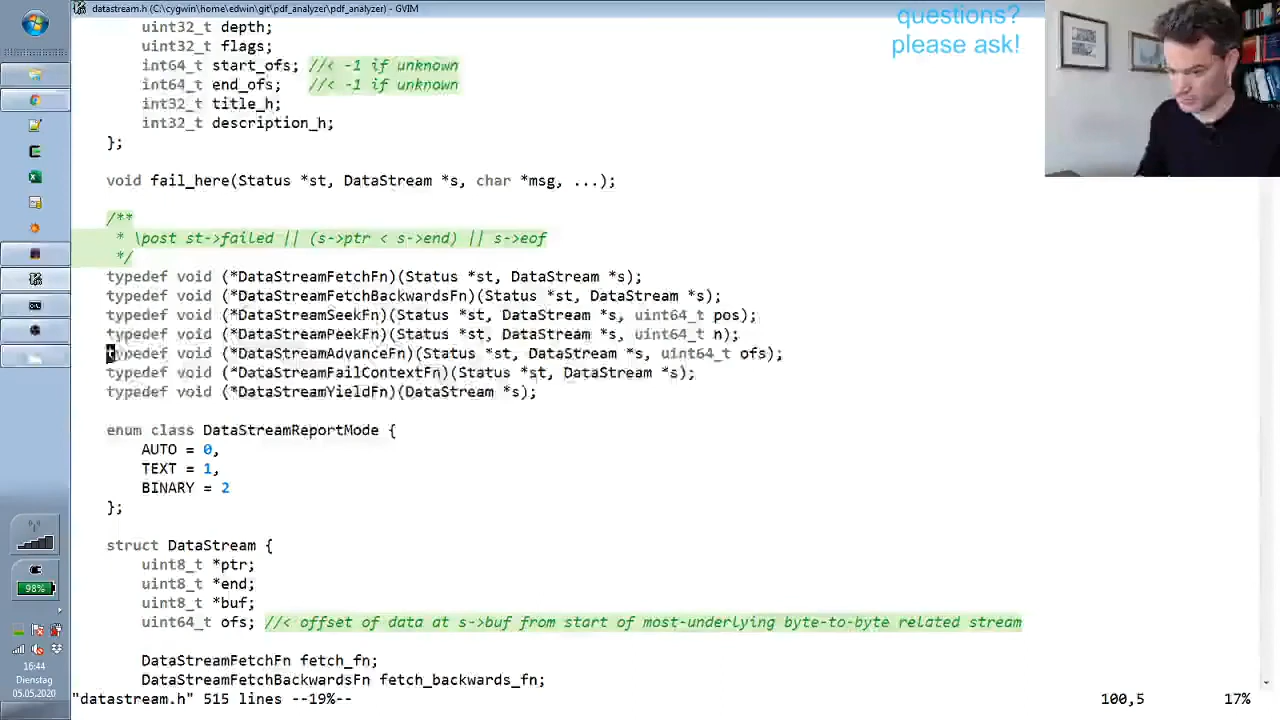 datastream.h (C:\cygwin\home\edwin\git\pdf_analyzer\pdf_analyzer) - GVIM
questions?
please ask!
uint32_t depth;
uint32_t flags;
int64_t start_ofs; //< -1 if unknown
int64_t end_ofs;   //< -1 if unknown
int32_t title_h;
int32_t description_h;
};
void fail_here(Status *st, DataStream *s, char *msg, ...);
/**
* \post st->failed || (s->ptr < s->end) || s->eof
*/
typedef void (*DataStreamFetchFn)(Status *st, DataStream *s);
typedef void (*DataStreamFetchBackwardsFn)(Status *st, DataStream *s);
typedef void (*DataStreamSeekFn)(Status *st, DataStream *s, uint64_t pos);
typedef void (*DataStreamPeekFn)(Status *st, DataStream *s, uint64_t n);
typedef void (*DataStreamAdvanceFn)(Status *st, DataStream *s, uint64_t ofs);
typedef void (*DataStreamFailContextFn)(Status *st, DataStream *s);
typedef void (*DataStreamYieldFn)(DataStream *s);
enum class DataStreamReportMode {
AUTO = 0,
TEXT = 1,
BINARY = 2
};
struct DataStream {
uint8_t *ptr;
uint8_t *end;
uint8_t *buf;
uint64_t ofs; //< offset of data at s->buf from start of most-underlying byte-to-byte related stream
DataStreamFetchFn fetch_fn;
DataStreamFetchBackwardsFn fetch_backwards_fn;
"datastream.h" 515 lines --19%-- 100,5 17%
98%
16:44
Dienstag
05.05.2020